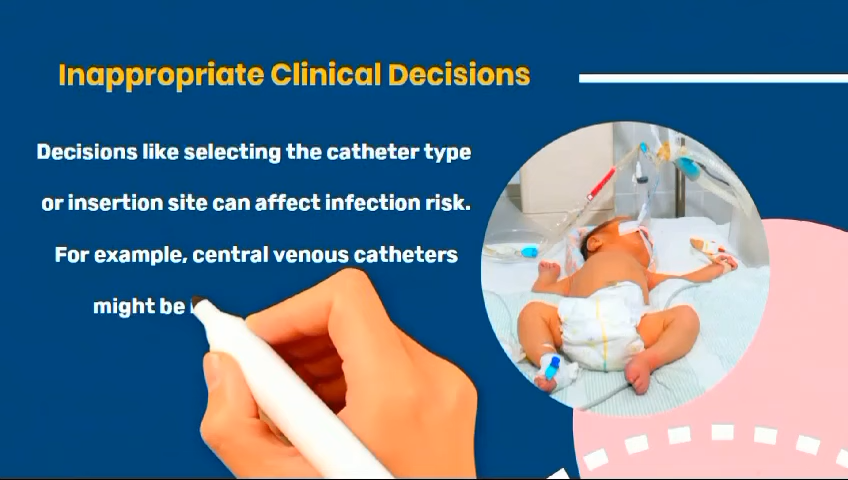 Inappropriate Clinical Decisions
Decisions like selecting the catheter type
or insertion site can affect infection risk.
For example, central venous catheters
might be